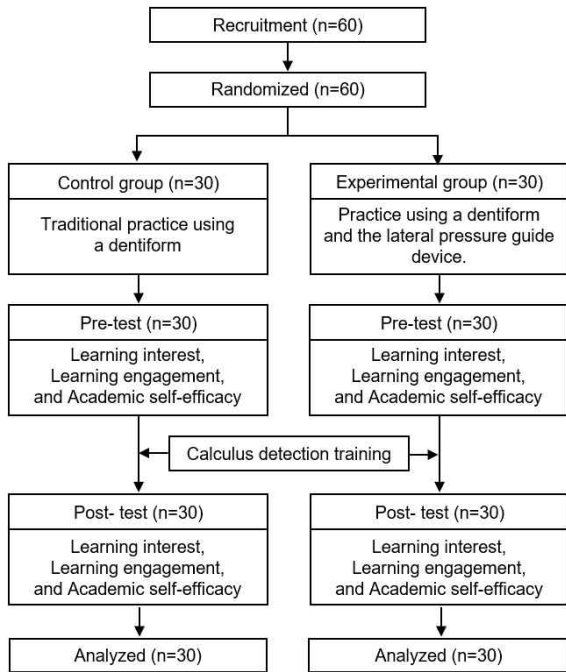 Recruitment (n=60)
Randomized (n=60)
Control group (n=30)
Traditional practice using
a dentiform
Experimental group (n=30)
Practice using a dentiform
and the lateral pressure guide
device.
Pre-test (n=30)
Learning interest,
Learning engagement,
and Academic self-efficacy
Pre-test (n=30)
Learning interest,
Learning engagement,
and Academic self-efficacy
Calculus detection training
Post- test (n=30)
Learning interest,
Learning engagement,
and Academic self-efficacy
Post- test (n=30)
Learning interest,
Learning engagement,
and Academic self-efficacy
Analyzed (n=30)
Analyzed (n=30)